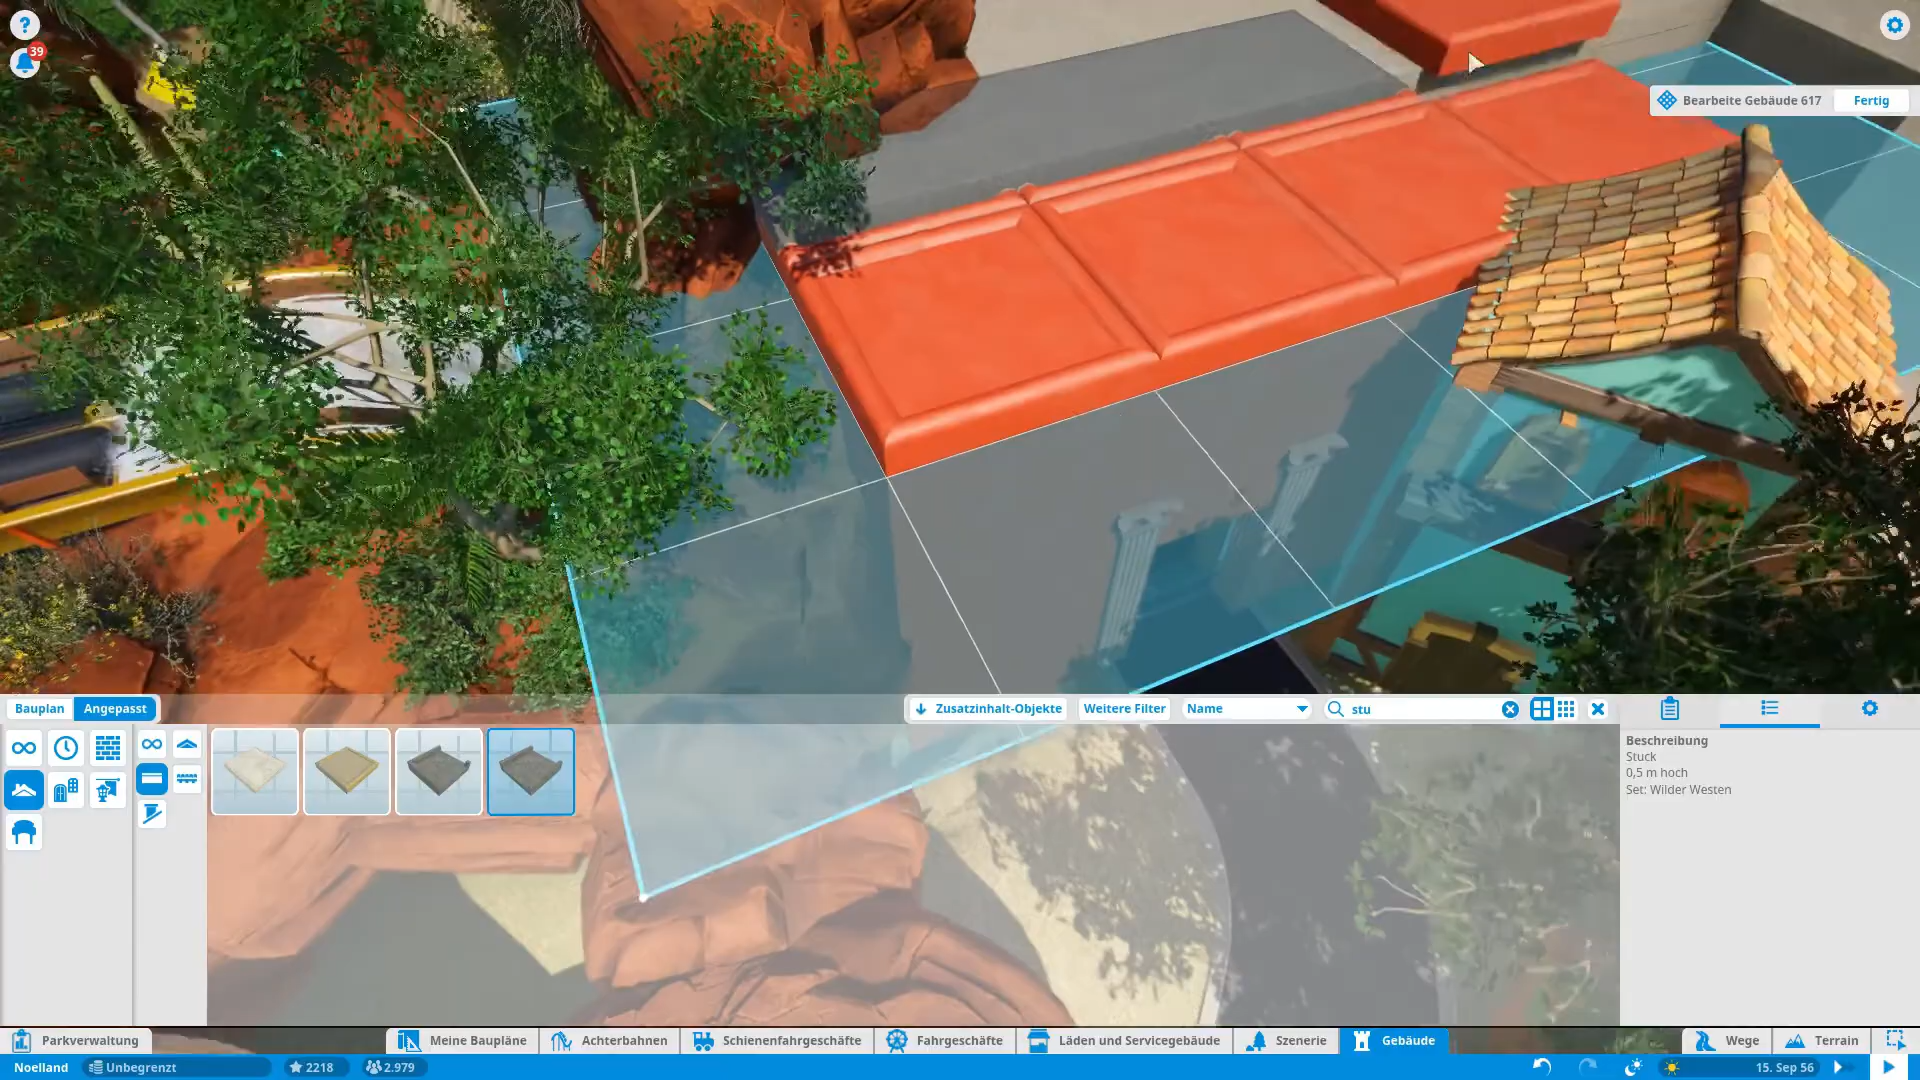 ?
39
Bearbeite Gebäude 617
Fertig
Bauplan
Angepasst
Zusatzinhalt-Objekte
Weitere Filter
Name
stu
Beschreibung
Stuck
0,5 m hoch
Set: Wilder Westen
Parkverwaltung
Meine Baupläne
Achterbahnen
Schienenfahrgeschäfte
Fahrgeschäfte
Läden und Servicegebäude
Szenerie
Gebäude
Wege
Terrain
Noelland
Unbegrenzt
2218
2.979
15. Sep 56